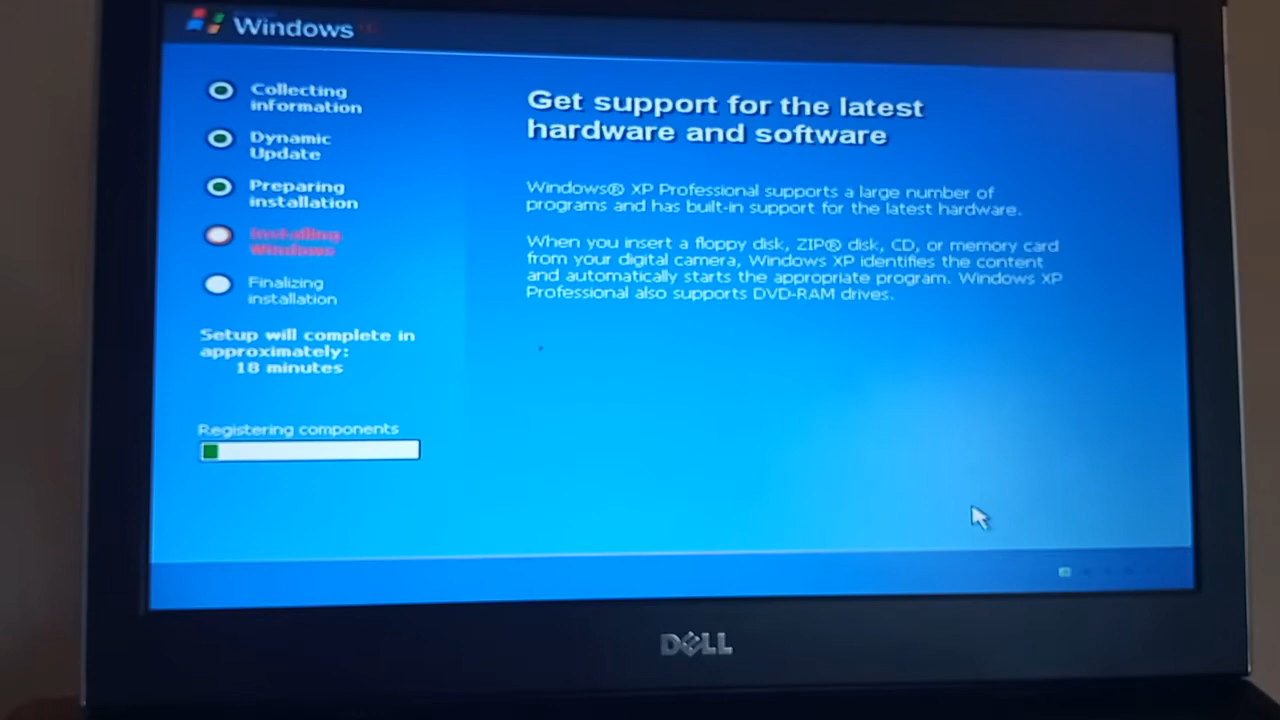 Windows
Collecting
information
Dynamic
Update
Preparing
installation
Installing
Windows
Finalizing
installation
Setup will complete in
approximately:
18 minutes
Registering components
Get support for the latest
hardware and software
Windows® XP Professional supports a large number of
programs and has built-in support for the latest hardware.
When you insert a floppy disk, ZIP® disk, CD, or memory card
from your digital camera, Windows XP identifies the content
and automatically starts the appropriate program. Windows XP
Professional also supports DVD-RAM drives.
DELL